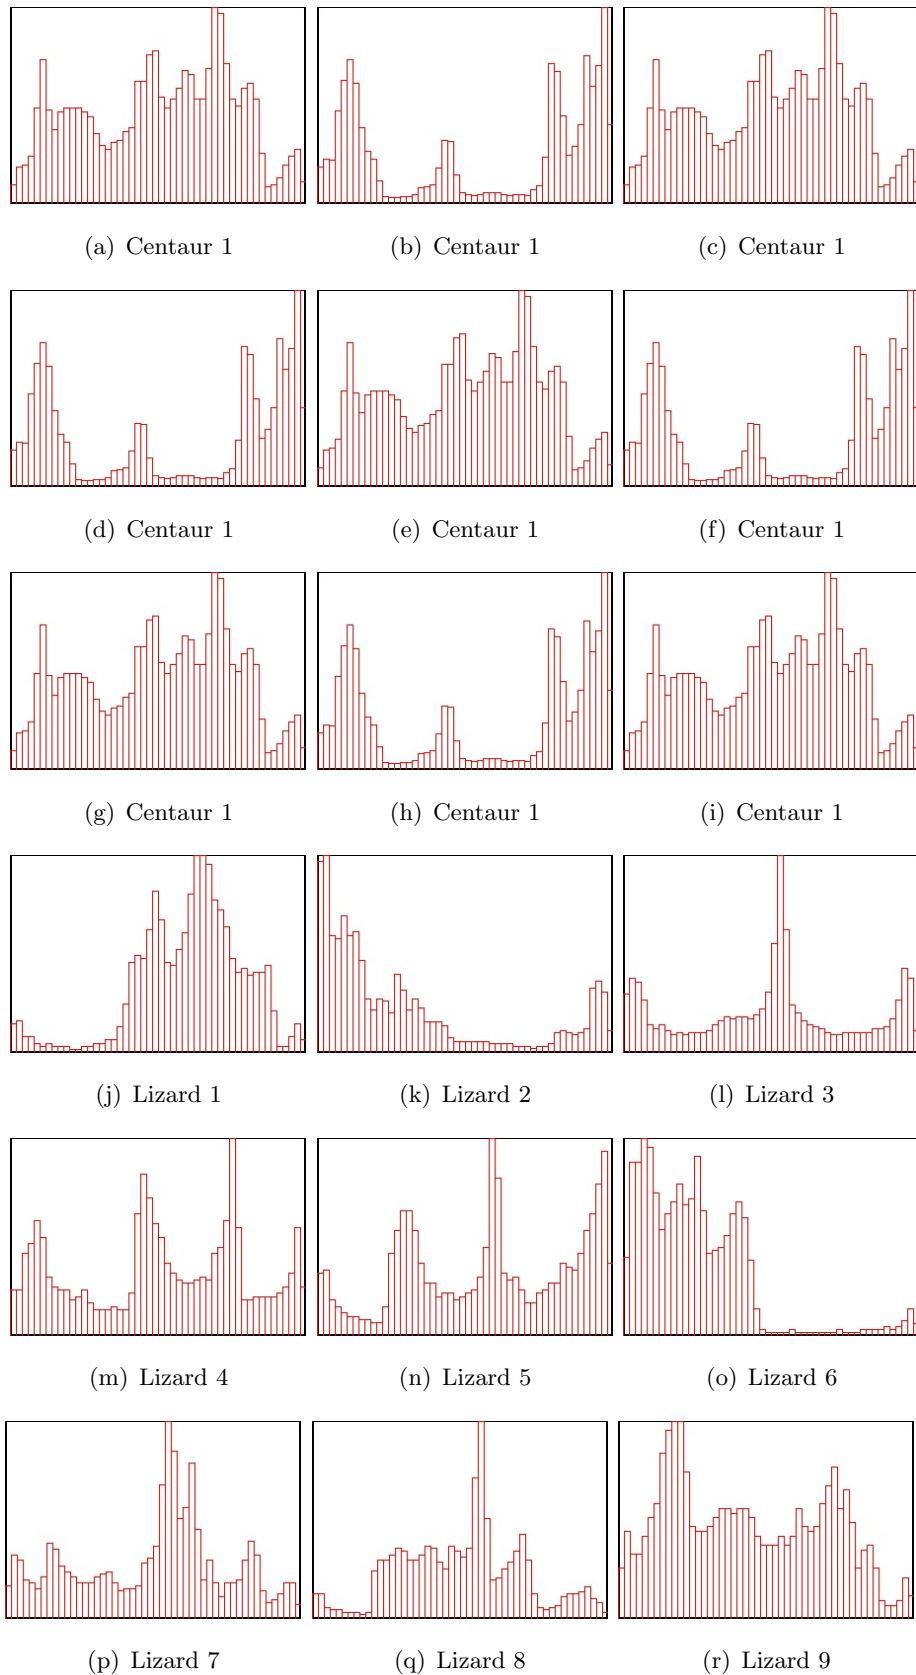 (a) Centaur 1 (b) Centaur 1 (c) Centaur 1
(d) Centaur 1 (e) Centaur 1 (f) Centaur 1
(g) Centaur 1 (h) Centaur 1 (i) Centaur 1
(j) Lizard 1 (k) Lizard 2 (l) Lizard 3
(m) Lizard 4 (n) Lizard 5 (o) Lizard 6
(p) Lizard 7 (q) Lizard 8 (r) Lizard 9